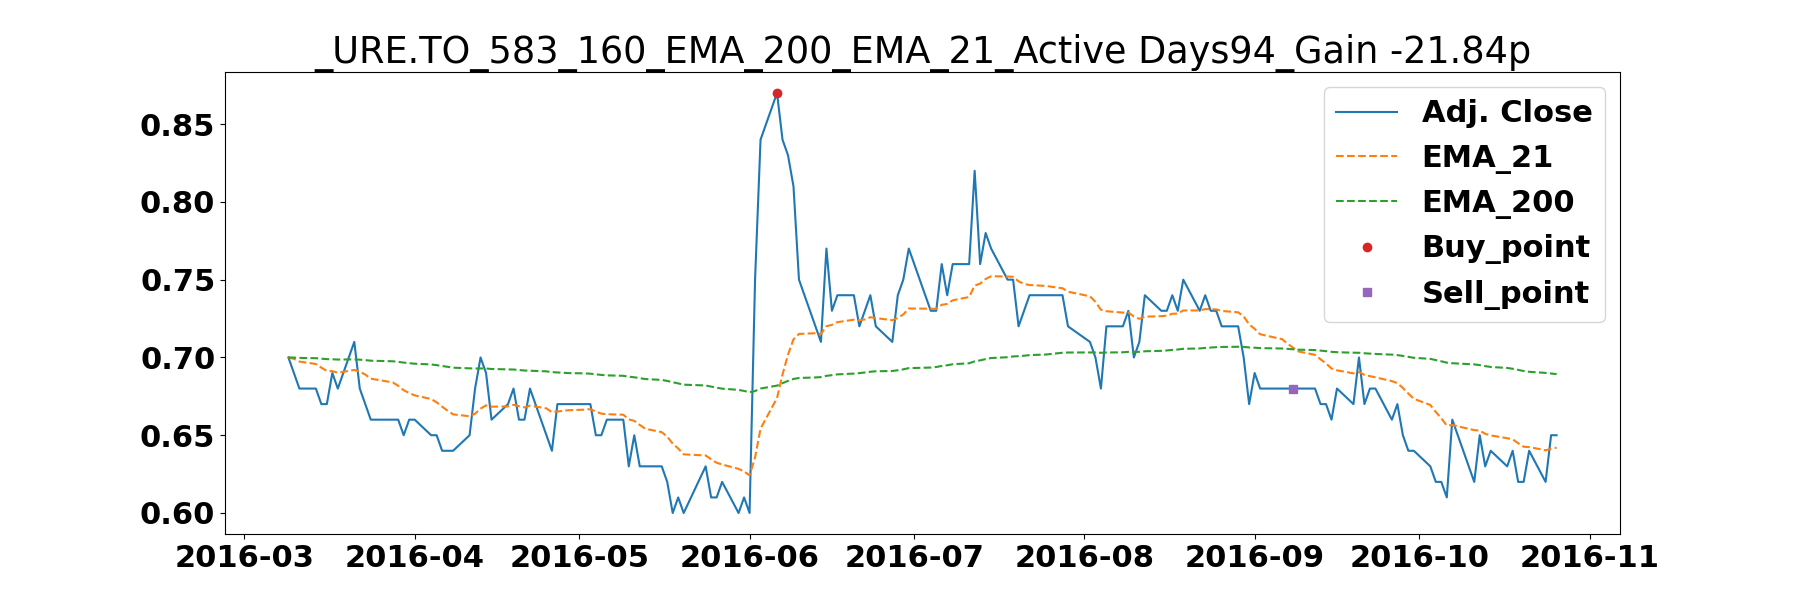 _URE.TO_583_160_EMA_200_EMA_21_Active Days94_Gain -21.84p
Adj. Close
EMA_21
EMA_200
Buy_point
Sell_point
0.85
0.80
0.75
0.70
0.65
0.60
2016-03 2016-04 2016-05 2016-06 2016-07 2016-08 2016-09 2016-10 2016-11